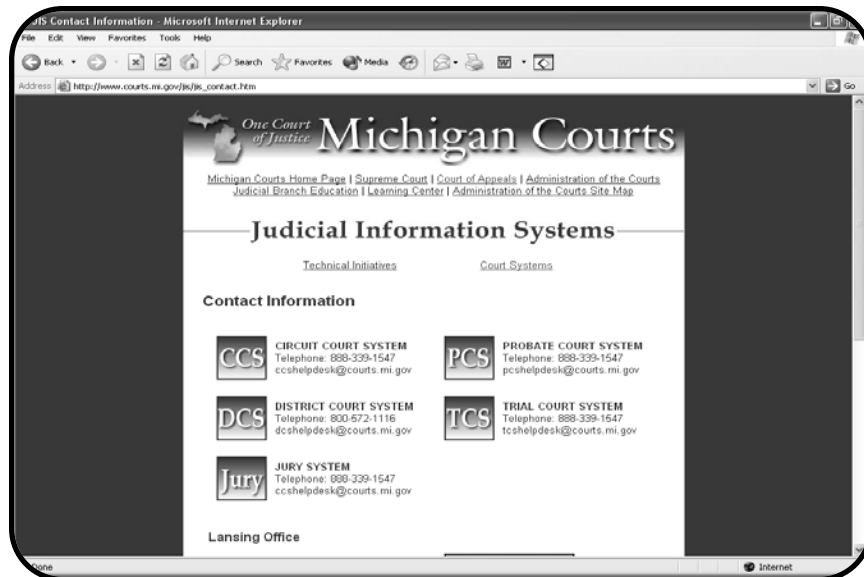 JIS Contact Information - Microsoft Internet Explorer
File Edit View Favorites Tools Help
Back Search Favorites Media
Address http://www.courts.mi.gov/jis/jis_contact.htm Go
One Court
of Justice
Michigan Courts
Michigan Courts Home Page | Supreme Court | Court of Appeals | Administration of the Courts
Judicial Branch Education | Learning Center | Administration of the Courts Site Map
Judicial Information Systems
Technical Initiatives Court Systems
Contact Information
CCS
CIRCUIT COURT SYSTEM
Telephone: 888-339-1547
ccshelpdesk@courts.mi.gov
PCS
PROBATE COURT SYSTEM
Telephone: 888-339-1547
pcshelpdesk@courts.mi.gov
DCS
DISTRICT COURT SYSTEM
Telephone: 800-572-1116
dcshelpdesk@courts.mi.gov
TCS
TRIAL COURT SYSTEM
Telephone: 888-339-1547
tcshelpdesk@courts.mi.gov
Jury
JURY SYSTEM
Telephone: 888-339-1547
ccshelpdesk@courts.mi.gov
Lansing Office
Done Internet